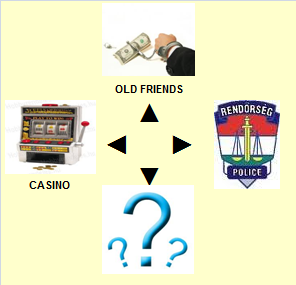 OLD FRIENDS
RENDŐRSÉG
POLICE
CASINO
? ? ?